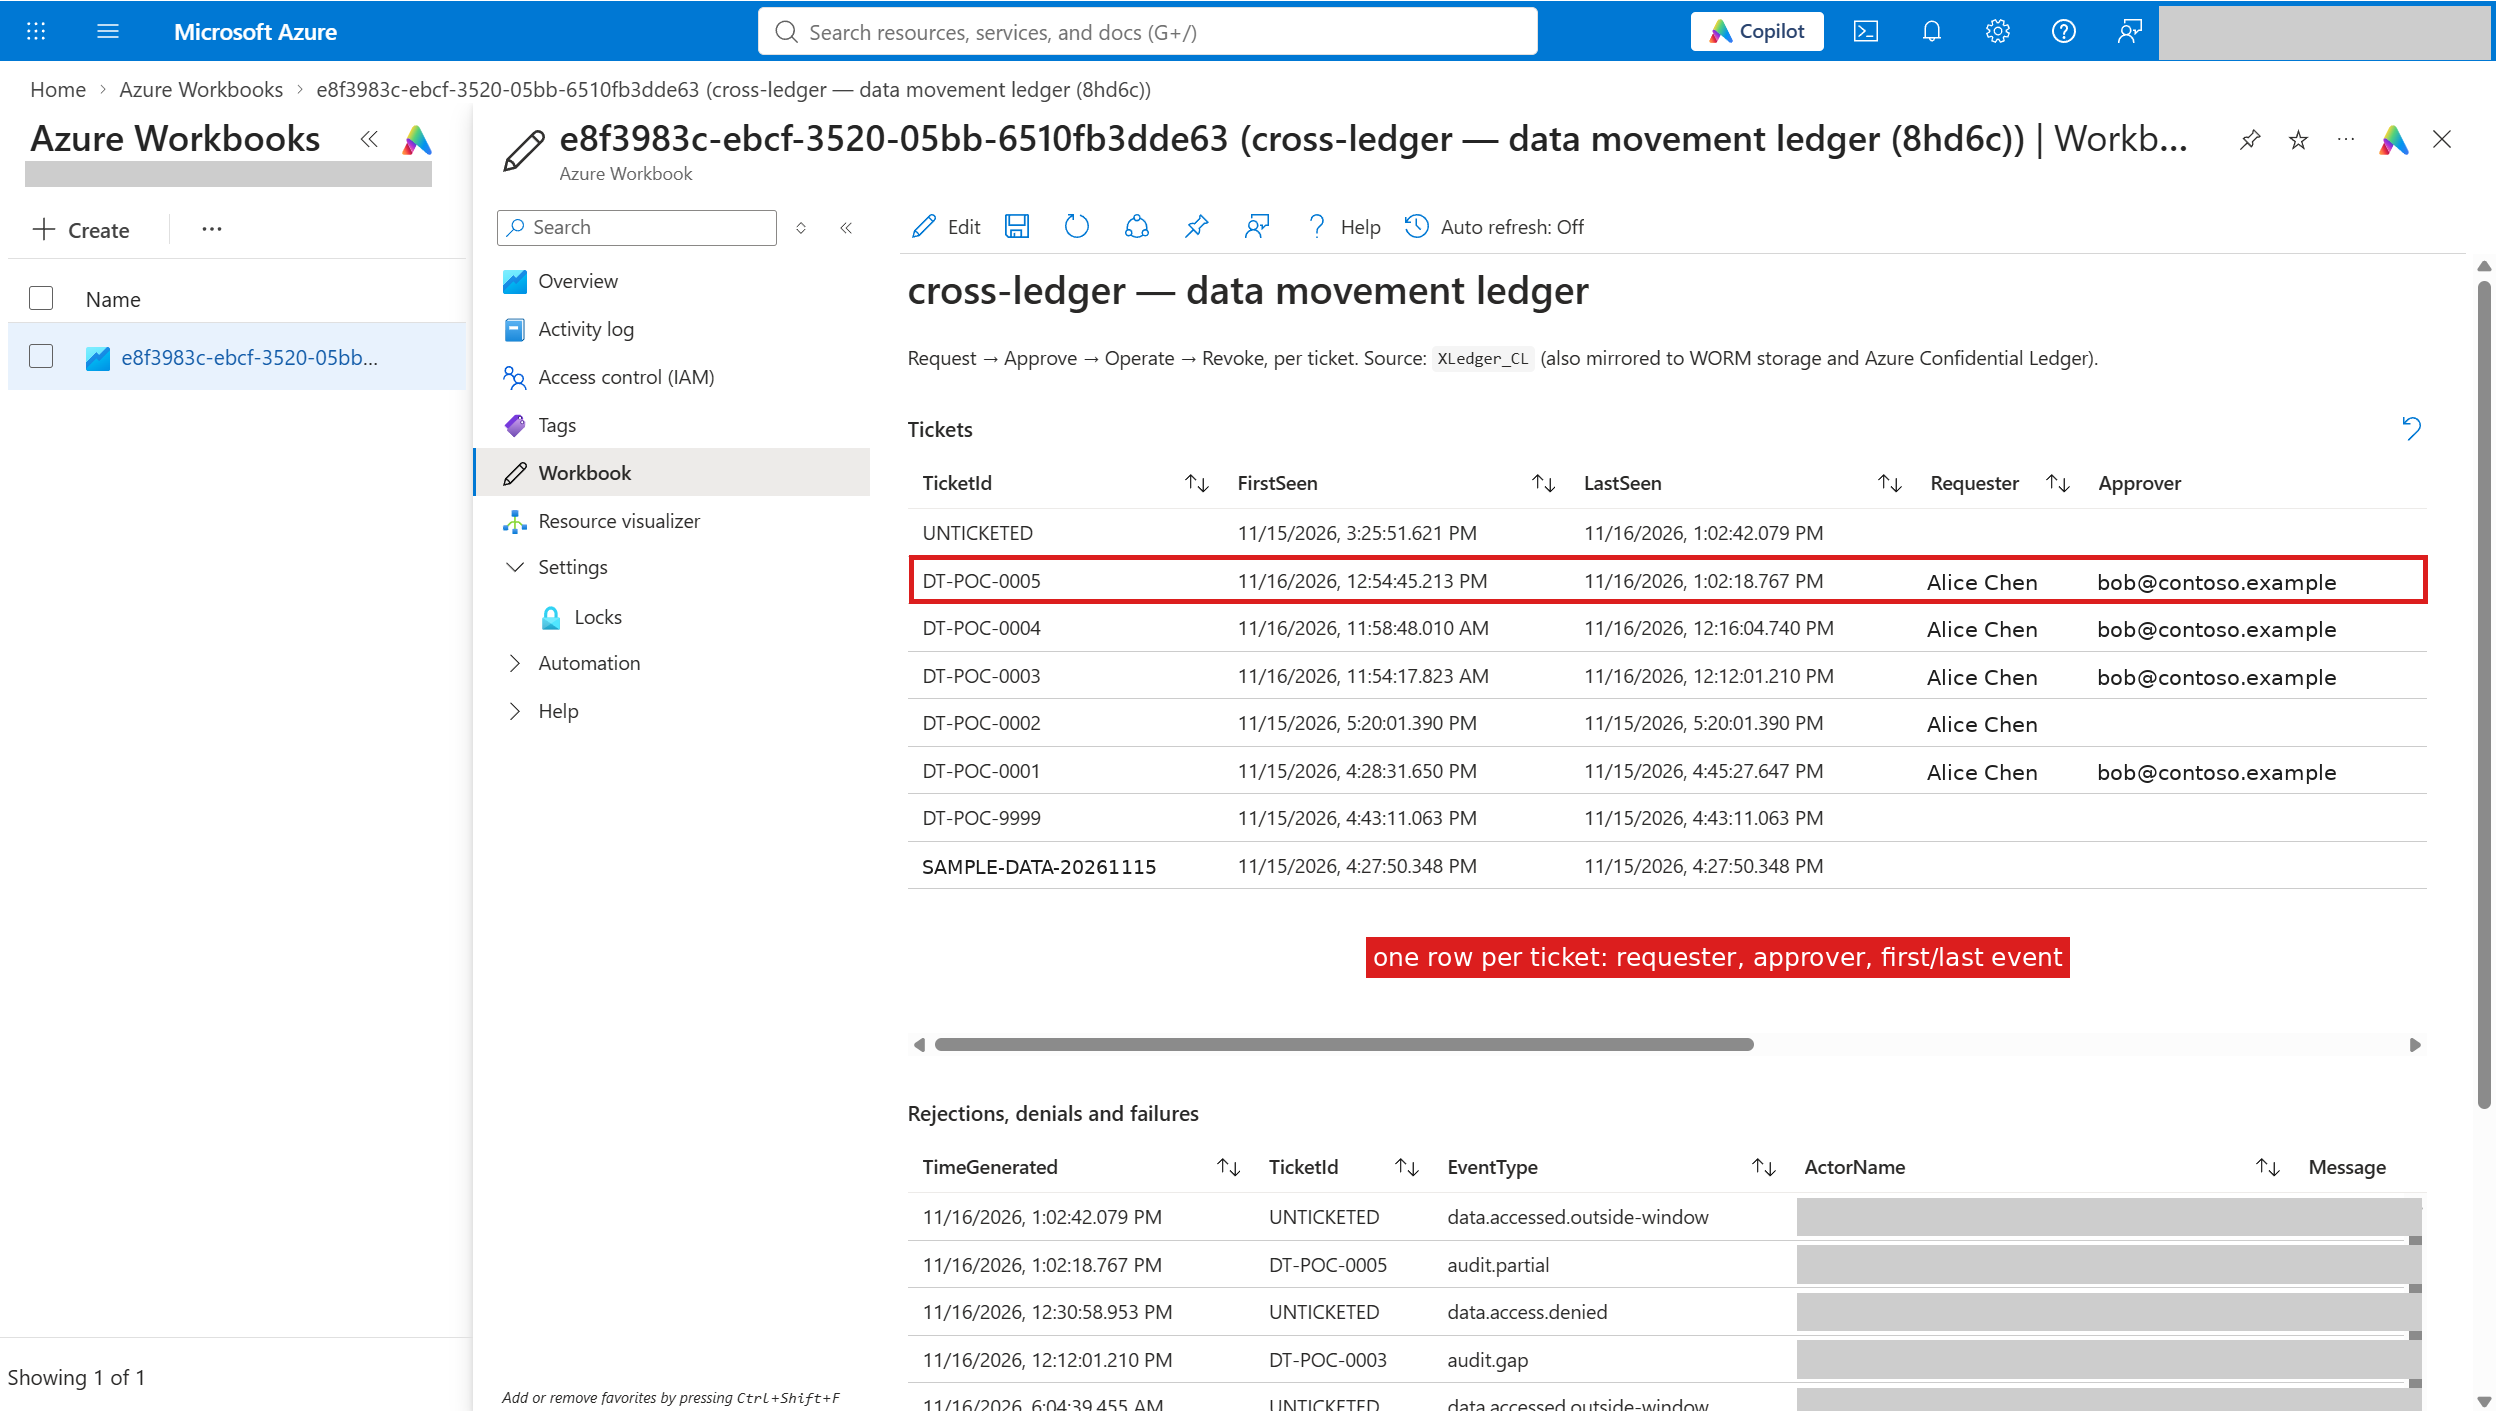 Microsoft Azure
Search resources, services, and docs (G+/)
Copilot
Home > Azure Workbooks > e8f3983c-ebcf-3520-05bb-6510fb3dde63 (cross-ledger — data movement ledger (8hd6c))
Azure Workbooks
e8f3983c-ebcf-3520-05bb-6510fb3dde63 (cross-ledger — data movement ledger (8hd6c)) | Workb...
Azure Workbook
Create
Name
e8f3983c-ebcf-3520-05bb...
Showing 1 of 1
Search
Overview
Activity log
Access control (IAM)
Tags
Workbook
Resource visualizer
Settings
Locks
Automation
Help
Add or remove favorites by pressing Ctrl+Shift+F
Edit
Help
Auto refresh: Off
cross-ledger — data movement ledger
Request → Approve → Operate → Revoke, per ticket. Source: XLedger_CL (also mirrored to WORM storage and Azure Confidential Ledger).
Tickets
TicketId FirstSeen LastSeen Requester Approver
UNTICKETED 11/15/2026, 3:25:51.621 PM 11/16/2026, 1:02:42.079 PM
DT-POC-0005 11/16/2026, 12:54:45.213 PM 11/16/2026, 1:02:18.767 PM Alice Chen bob@contoso.example
DT-POC-0004 11/16/2026, 11:58:48.010 AM 11/16/2026, 12:16:04.740 PM Alice Chen bob@contoso.example
DT-POC-0003 11/16/2026, 11:54:17.823 AM 11/16/2026, 12:12:01.210 PM Alice Chen bob@contoso.example
DT-POC-0002 11/15/2026, 5:20:01.390 PM 11/15/2026, 5:20:01.390 PM Alice Chen
DT-POC-0001 11/15/2026, 4:28:31.650 PM 11/15/2026, 4:45:27.647 PM Alice Chen bob@contoso.example
DT-POC-9999 11/15/2026, 4:43:11.063 PM 11/15/2026, 4:43:11.063 PM
SAMPLE-DATA-20261115 11/15/2026, 4:27:50.348 PM 11/15/2026, 4:27:50.348 PM
one row per ticket: requester, approver, first/last event
Rejections, denials and failures
TimeGenerated TicketId EventType ActorName Message
11/16/2026, 1:02:42.079 PM UNTICKETED data.accessed.outside-window
11/16/2026, 1:02:18.767 PM DT-POC-0005 audit.partial
11/16/2026, 12:30:58.953 PM UNTICKETED data.access.denied
11/16/2026, 12:12:01.210 PM DT-POC-0003 audit.gap
11/16/2026, 6:04:39.455 AM UNTICKETED data.accessed.outside-window